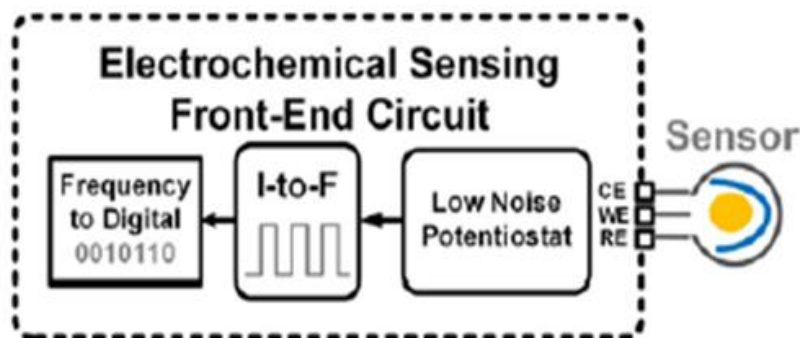 Electrochemical Sensing
Front-End Circuit
Sensor
Frequency
to Digital
0010110
I-to-F
Low Noise
Potentiostat
CE
WE
RE